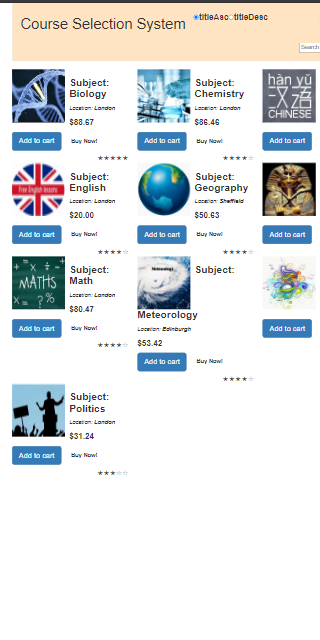 Course Selection System
titleAsc titleDesc
Search
Subject:
Biology
Location: London
$88.67
Add to cart
Buy Now!
★★★★★
Subject:
Chemistry
Location: London
$86.46
Add to cart
Buy Now!
★★★★☆
hàn yǔ
汉语
CHINESE
Add to cart
Free English lessons
Subject:
English
Location: London
$20.00
Add to cart
Buy Now!
★★★★☆
Subject:
Geography
Location: Sheffield
$50.63
Add to cart
Buy Now!
★★★★☆
Add to cart
MATHS
Subject:
Math
Location: London
$80.47
Add to cart
Buy Now!
★★★★☆
Meteorology
Subject:
Meteorology
Location: Edinburgh
$53.42
Add to cart
Buy Now!
★★★★☆
Add to cart
Subject:
Politics
Location: London
$31.24
Add to cart
Buy Now!
★★★☆☆